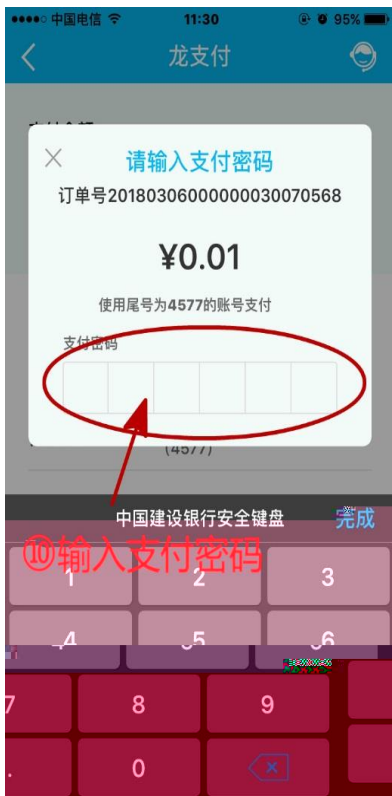 中国电信 11:30 95%
龙支付
请输入支付密码
订单号20180306000000030070568
¥0.01
使用尾号为4577的账号支付
支付密码
(4577)
中国建设银行安全键盘 完成
⑩输入支付密码
1 2 3
4 5 6
7 8 9
. 0